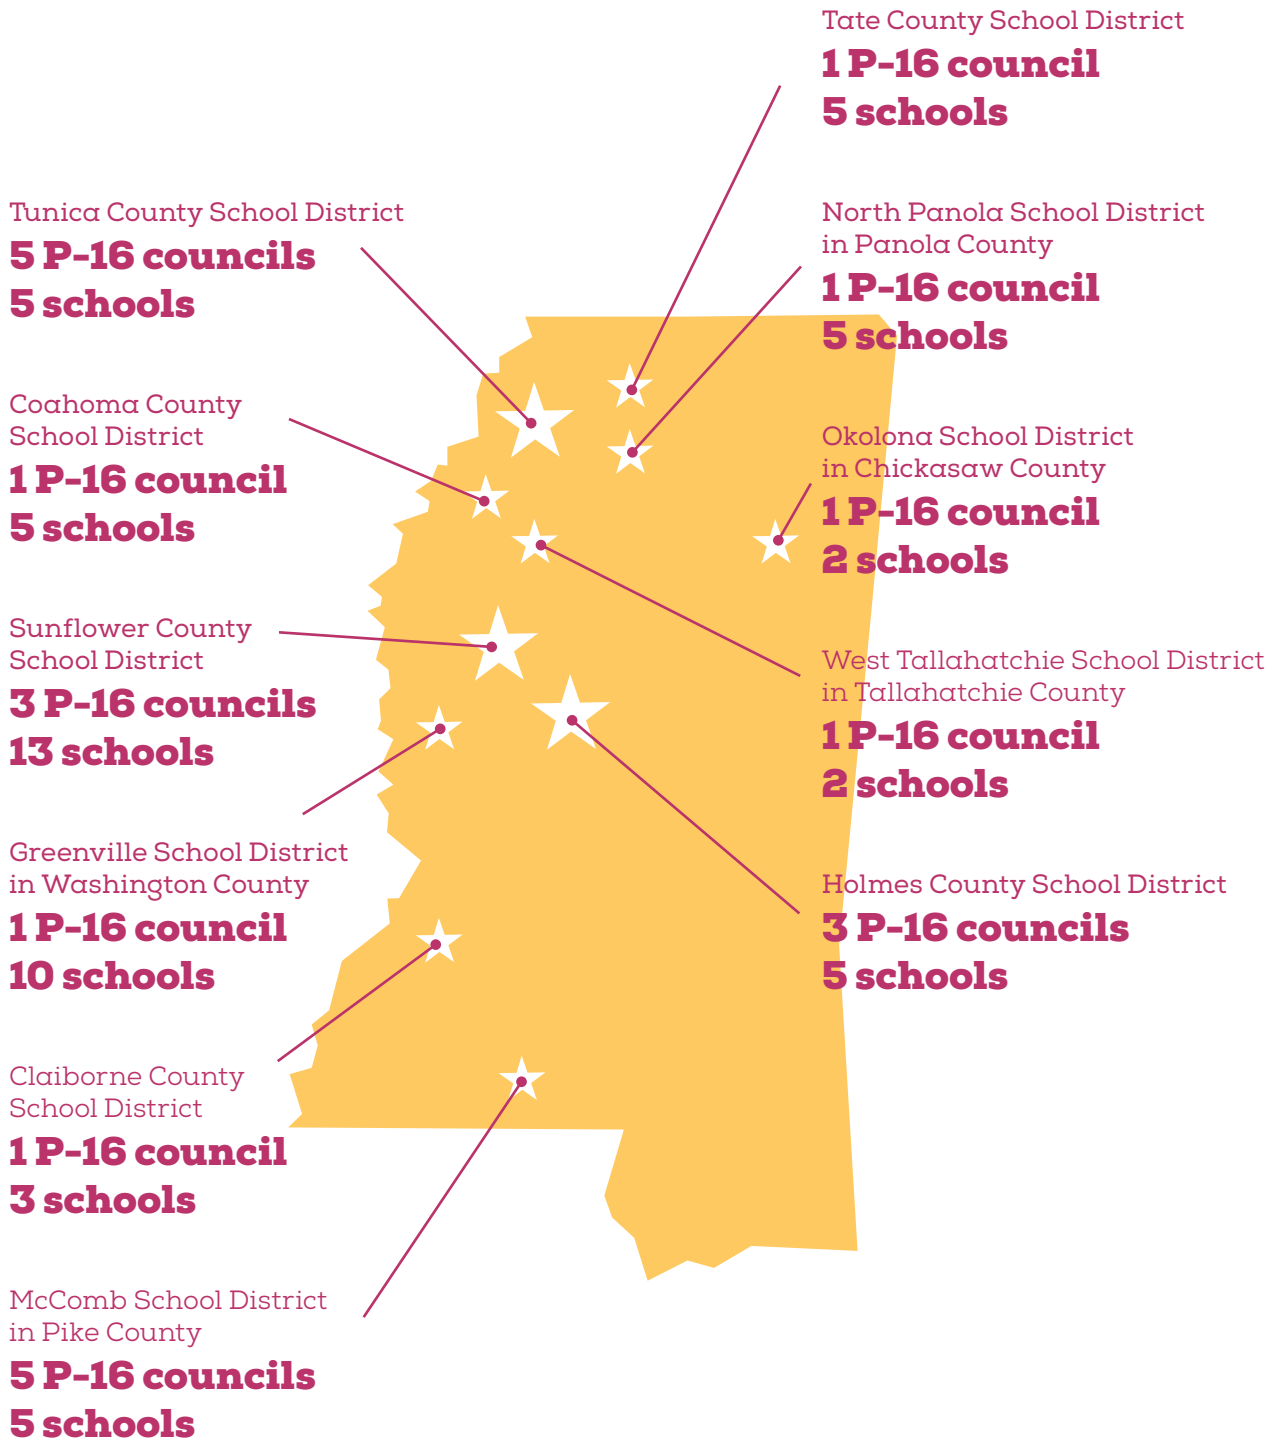 Tate County School District
1 P-16 council
5 schools
Tunica County School District
5 P-16 councils
5 schools
North Panola School District
in Panola County
1 P-16 council
5 schools
Coahoma County
School District
1 P-16 council
5 schools
Okolona School District
in Chickasaw County
1 P-16 council
2 schools
Sunflower County
School District
3 P-16 councils
13 schools
West Tallahatchie School District
in Tallahatchie County
1 P-16 council
2 schools
Greenville School District
in Washington County
1 P-16 council
10 schools
Holmes County School District
3 P-16 councils
5 schools
Claiborne County
School District
1 P-16 council
3 schools
McComb School District
in Pike County
5 P-16 councils
5 schools